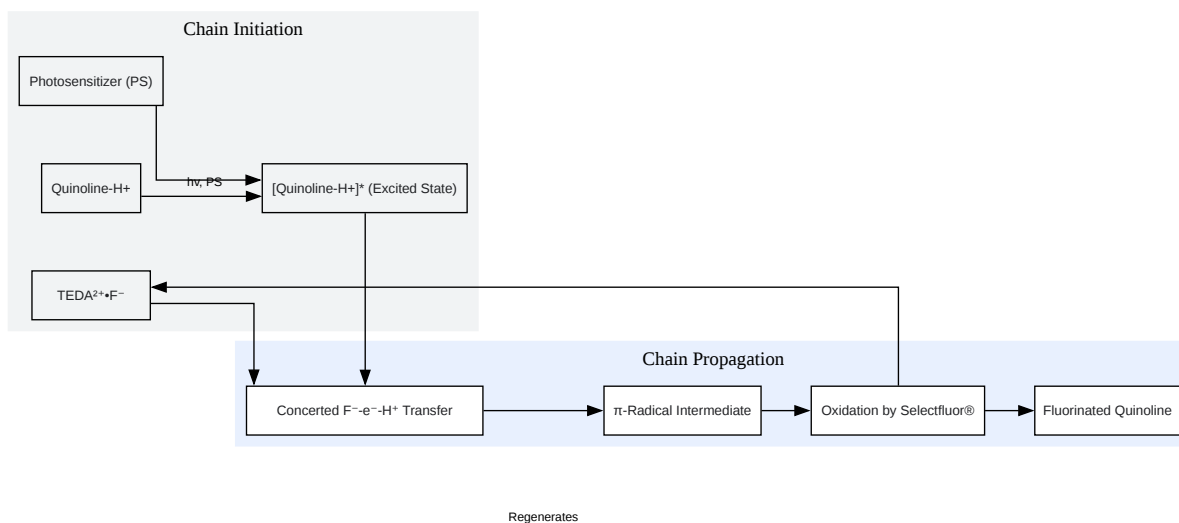 Chain Initiation
Photosensitizer (PS)
Quinoline-H+
hv, PS
[Quinoline-H+]* (Excited State)
TEDA²⁺•F⁻
Chain Propagation
Concerted F⁻-e⁻-H⁺ Transfer
π-Radical Intermediate
Oxidation by Selectfluor®
Fluorinated Quinoline
Regenerates